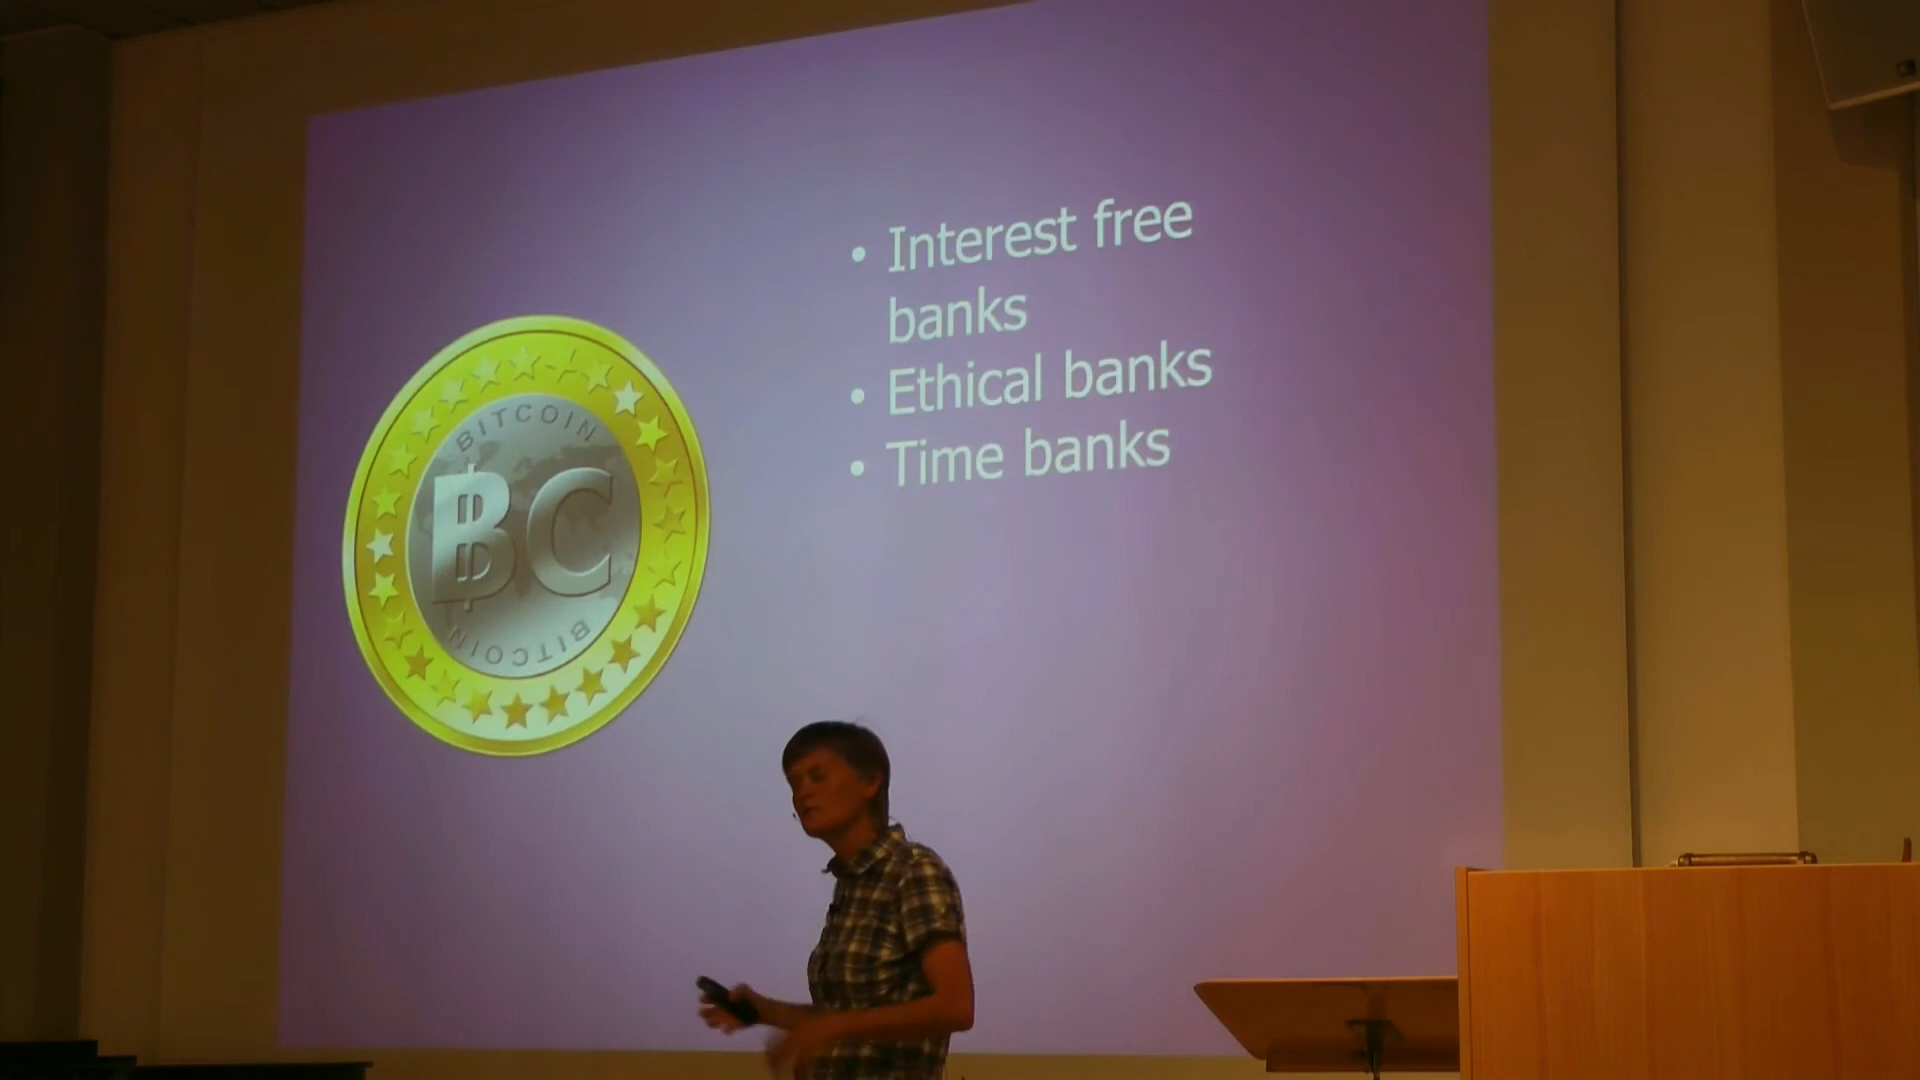 • Interest free
banks
• Ethical banks
• Time banks
BITCOIN
BC
BITCOIN